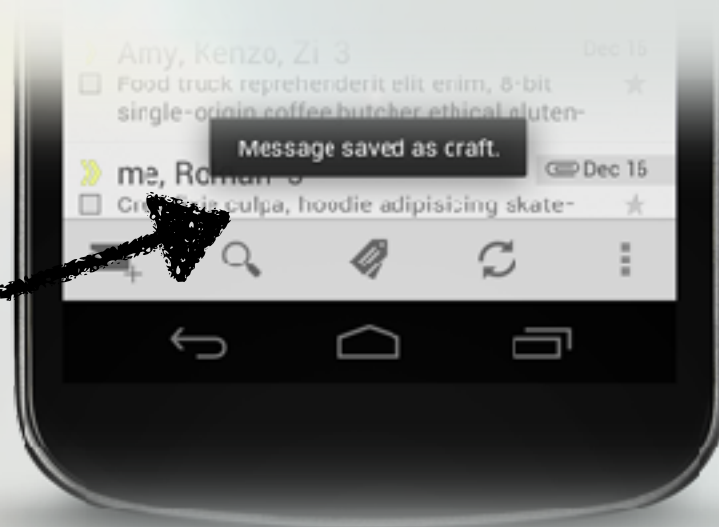 Amy, Kenzo, Zi 3
Dec 15
Food truck reprehenderit elit enim, 8-bit
single-origin coffee butcher ethical gluten-
Message saved as craft.
me, 3
Dec 15
culpa, hoodie adipisicing skate-